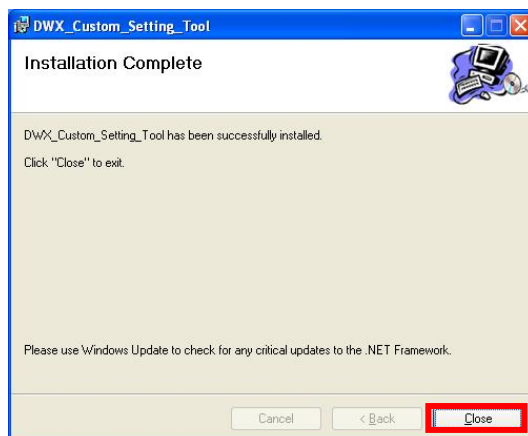 DWX_Custom_Setting_Tool
Installation Complete
DWX_Custom_Setting_Tool has been successfully installed.
Click "Close" to exit.
Please use Windows Update to check for any critical updates to the .NET Framework.
Cancel
< Back
Close